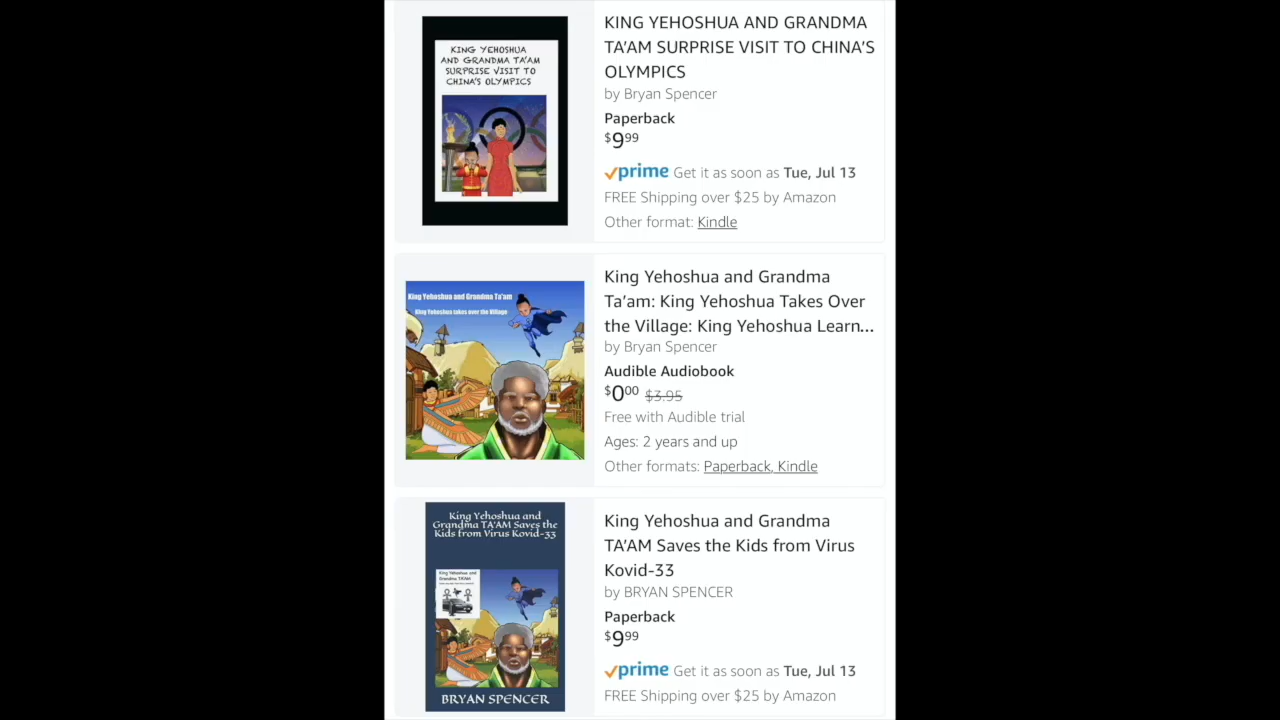 KING YEHOSHUA
AND GRANDMA TA'AM
SURPRISE VISIT TO
CHINA'S OLYMPICS
KING YEHOSHUA AND GRANDMA
TA'AM SURPRISE VISIT TO CHINA'S
OLYMPICS
by Bryan Spencer
Paperback
$9.99
prime Get it as soon as Tue, Jul 13
FREE Shipping over $25 by Amazon
Other format: Kindle
King Yehoshua and Grandma Ta'am
King Yehoshua takes over the Village
King Yehoshua and Grandma
Ta'am: King Yehoshua Takes Over
the Village: King Yehoshua Learn...
by Bryan Spencer
Audible Audiobook
$0.00 $3.95
Free with Audible trial
Ages: 2 years and up
Other formats: Paperback, Kindle
King Yehoshua and
Grandma TA'AM Saves the
Kids from Virus Kovid-33
King Yehoshua and
Grandma TA'AM
BRYAN SPENCER
King Yehoshua and Grandma
TA'AM Saves the Kids from Virus
Kovid-33
by BRYAN SPENCER
Paperback
$9.99
prime Get it as soon as Tue, Jul 13
FREE Shipping over $25 by Amazon